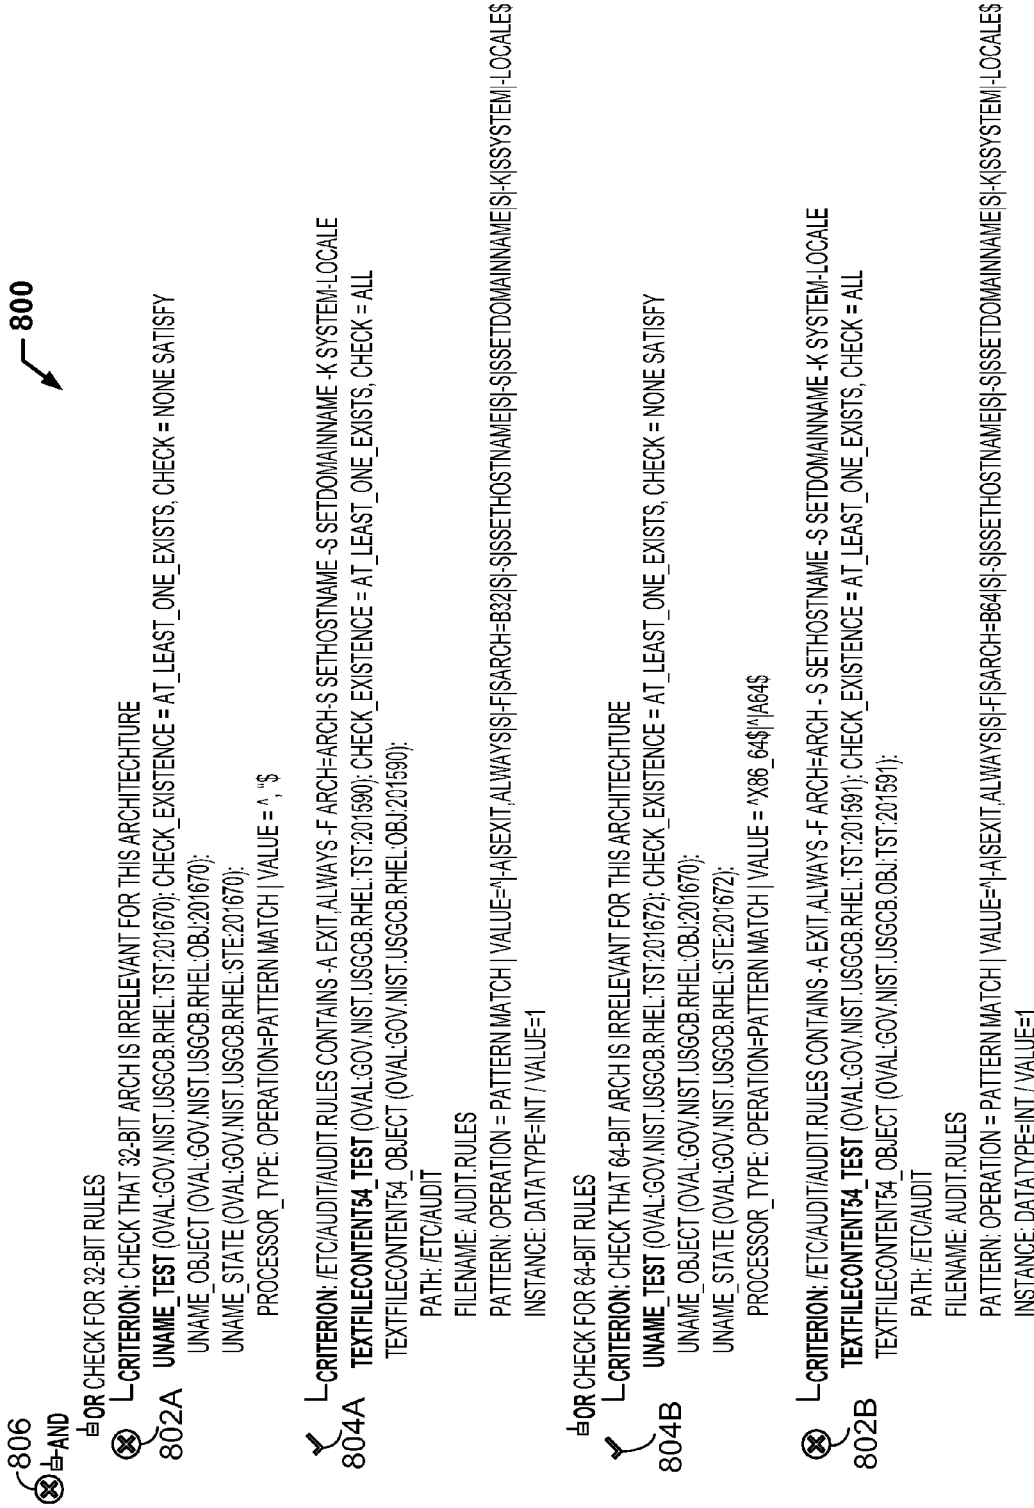 800
806
AND
OR CHECK FOR 32-BIT RULES
CRITERION: CHECK THAT 32-BIT ARCH IS IRRELEVANT FOR THIS ARCHITECHTURE
802A
UNAME_TEST (OVAL:GOV.NIST.USGCB.RHEL:TST:201670): CHECK_EXISTENCE = AT_LEAST_ONE_EXISTS, CHECK = NONE SATISFY
UNAME_OBJECT (OVAL:GOV.NIST.USGCB.RHEL:OBJ:201670):
UNAME_STATE (OVAL:GOV.NIST.USGCB.RHEL:STE:201670):
PROCESSOR_TYPE: OPERATION=PATTERN MATCH | VALUE = ^, "$
CRITERION: /ETC/AUDIT/AUDIT.RULES CONTAINS -A EXIT,ALWAYS -F ARCH=ARCH-S SETHOSTNAME -S SETDOMAINNAME -K SYSTEM-LOCALE
804A
TEXTFILECONTENT54_TEST (OVAL:GOV.NIST.USGCB.RHEL:TST:201590): CHECK_EXISTENCE = AT_LEAST_ONE_EXISTS, CHECK = ALL
TEXTFILECONTENT54_OBJECT (OVAL:GOV.NIST.USGCB.RHEL:OBJ:201590):
PATH: /ETC/AUDIT
FILENAME: AUDIT.RULES
PATTERN: OPERATION = PATTERN MATCH | VALUE=^|-A|SEXIT,ALWAYS|S|-F|SARCH=B32|S|-S|SSETHOSTNAME|S|-S|SSETDOMAINNAME|S|-K|SSYSTEM|-LOCALE$
INSTANCE: DATATYPE=INT / VALUE=1
OR CHECK FOR 64-BIT RULES
CRITERION: CHECK THAT 64-BIT ARCH IS IRRELEVANT FOR THIS ARCHITECHTURE
804B
UNAME_TEST (OVAL:GOV.NIST.USGCB.RHEL:TST:201672): CHECK_EXISTENCE = AT_LEAST_ONE_EXISTS, CHECK = NONE SATISFY
UNAME_OBJECT (OVAL:GOV.NIST.USGCB.RHEL:OBJ:201670):
UNAME_STATE (OVAL:GOV.NIST.USGCB.RHEL:STE:201672):
PROCESSOR_TYPE: OPERATION=PATTERN MATCH | VALUE = ^X86_64$|^|A64$
CRITERION: /ETC/AUDIT/AUDIT.RULES CONTAINS -A EXIT,ALWAYS -F ARCH=ARCH - S SETHOSTNAME -S SETDOMAINNAME -K SYSTEM-LOCALE
802B
TEXTFILECONTENT54_TEST (OVAL:GOV.NIST.USGCB.RHEL:TST:201591): CHECK_EXISTENCE = AT_LEAST_ONE_EXISTS, CHECK = ALL
TEXTFILECONTENT54_OBJECT (OVAL:GOV.NIST.USGCB.OBJ:TST:201591):
PATH: /ETC/AUDIT
FILENAME: AUDIT.RULES
PATTERN: OPERATION = PATTERN MATCH | VALUE=^|-A|SEXIT,ALWAYS|S|-F|SARCH=B64|S|-S|SSETHOSTNAME|S|-S|SSETDOMAINNAME|S|-K|SSYSTEM|-LOCALE$
INSTANCE: DATATYPE=INT / VALUE=1